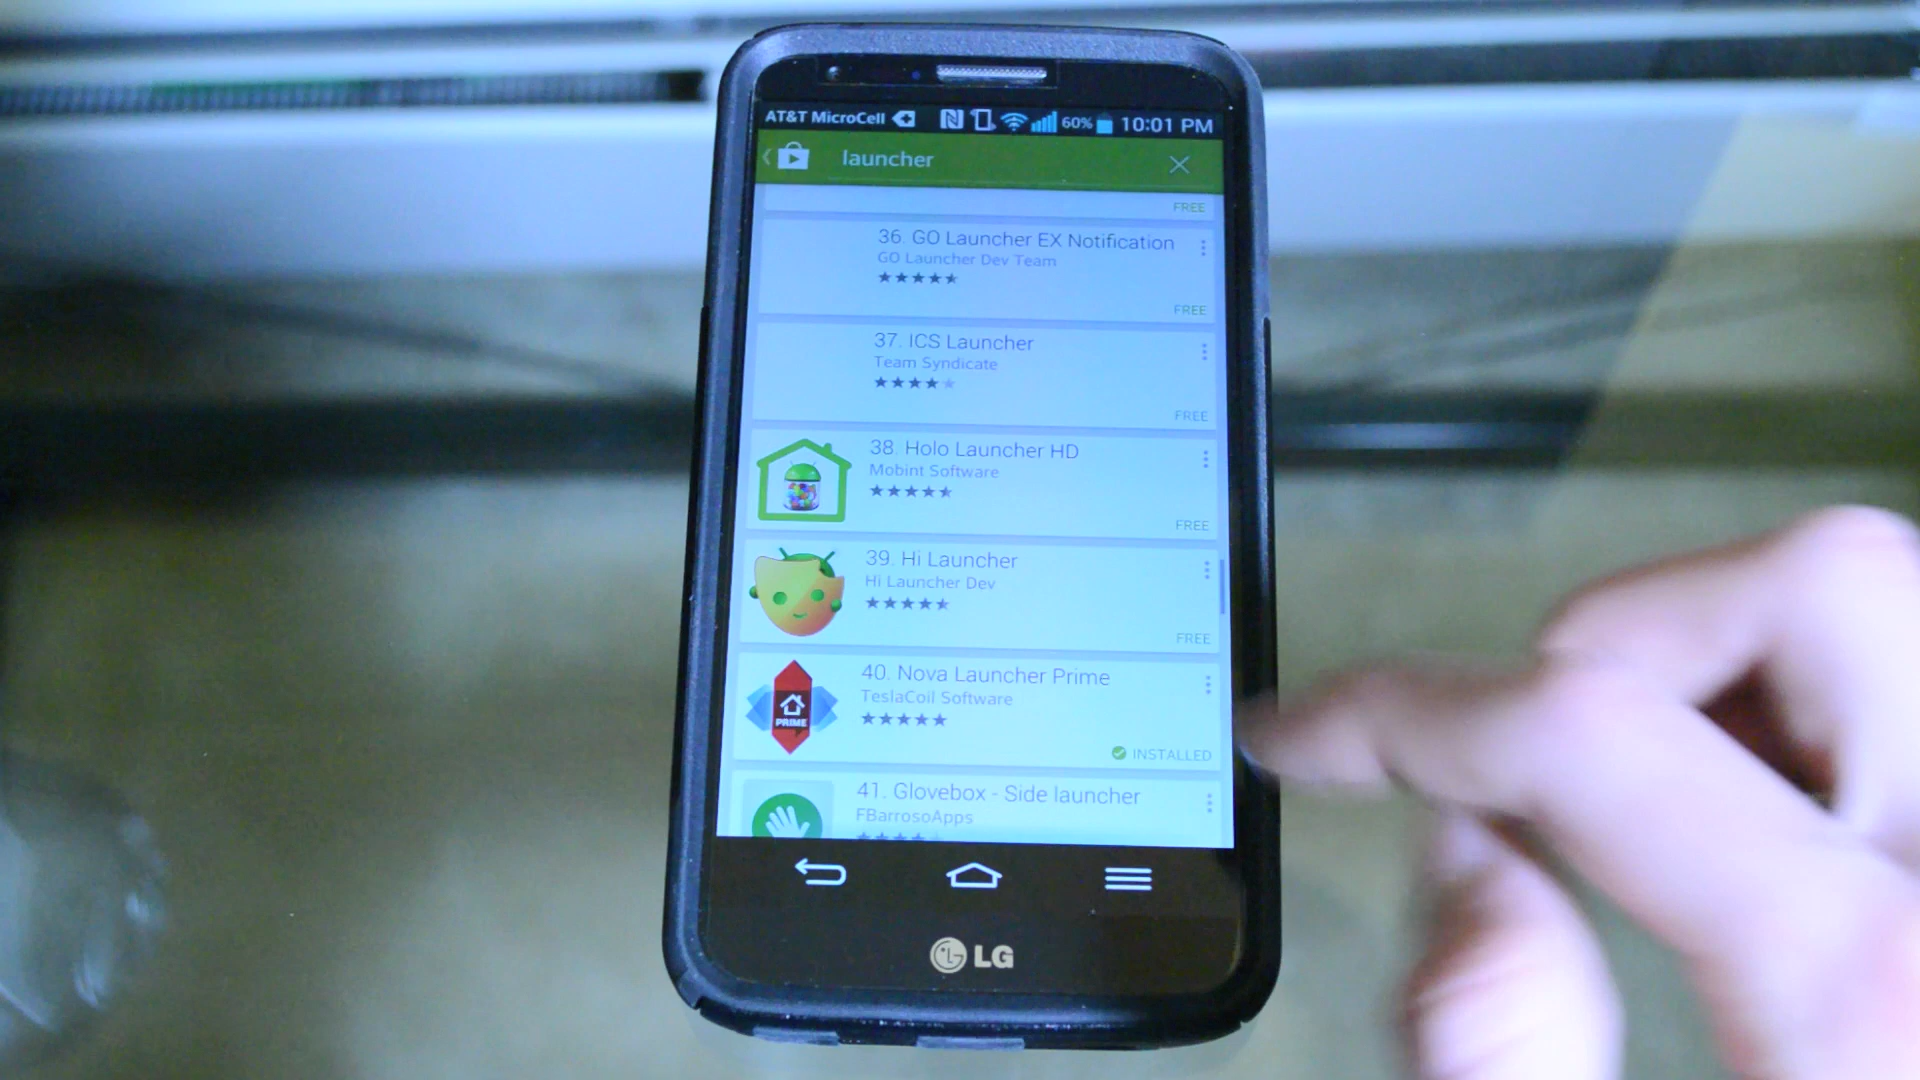 AT&T MicroCell 60% 10:01 PM
launcher
FREE
36. GO Launcher EX Notification
GO Launcher Dev Team
FREE
37. ICS Launcher
Team Syndicate
FREE
38. Holo Launcher HD
Mobint Software
FREE
39. Hi Launcher
Hi Launcher Dev
FREE
40. Nova Launcher Prime
TeslaCoil Software
PRIME
INSTALLED
41. Glovebox - Side launcher
FBarrosoApps
LG